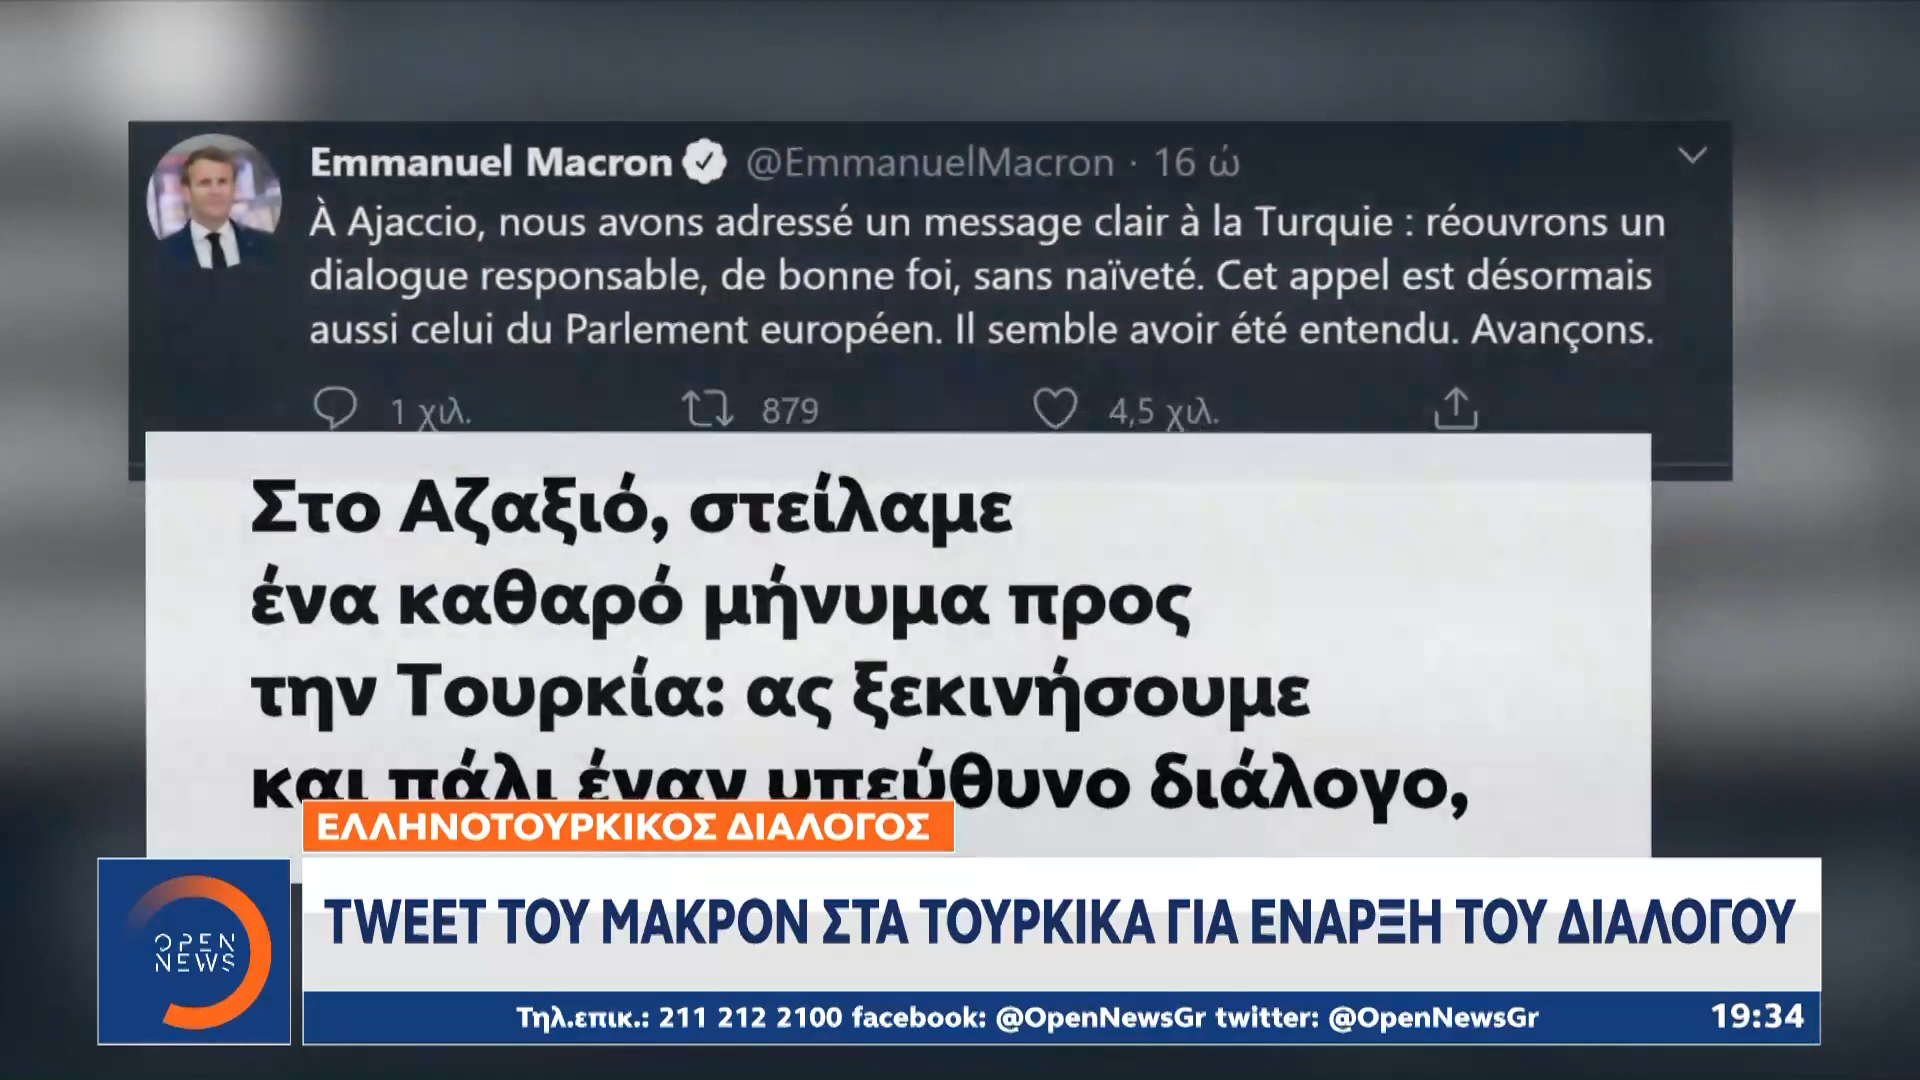 Emmanuel Macron @EmmanuelMacron · 16 ώ
À Ajaccio, nous avons adressé un message clair à la Turquie : réouvrons un
dialogue responsable, de bonne foi, sans naïveté. Cet appel est désormais
aussi celui du Parlement européen. Il semble avoir été entendu. Avançons.
1 χιλ. 879 4,5 χιλ.
Στο Αζαξιό, στείλαμε
ένα καθαρό μήνυμα προς
την Τουρκία: ας ξεκινήσουμε
και πάλι έναν υπεύθυνο διάλογο,
ΕΛΛΗΝΟΤΟΥΡΚΙΚΟΣ ΔΙΑΛΟΓΟΣ
TWEET ΤΟΥ ΜΑΚΡΟΝ ΣΤΑ ΤΟΥΡΚΙΚΑ ΓΙΑ ΕΝΑΡΞΗ ΤΟΥ ΔΙΑΛΟΓΟΥ
OPEN
NEWS
Τηλ.επικ.: 211 212 2100 facebook: @OpenNewsGr twitter: @OpenNewsGr
19:34